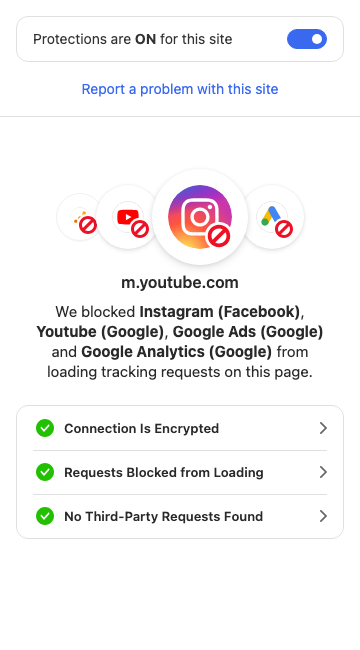 Protections are ON for this site
Report a problem with this site
m.youtube.com
We blocked Instagram (Facebook),
Youtube (Google), Google Ads (Google)
and Google Analytics (Google) from
loading tracking requests on this page.
Connection Is Encrypted
Requests Blocked from Loading
No Third-Party Requests Found